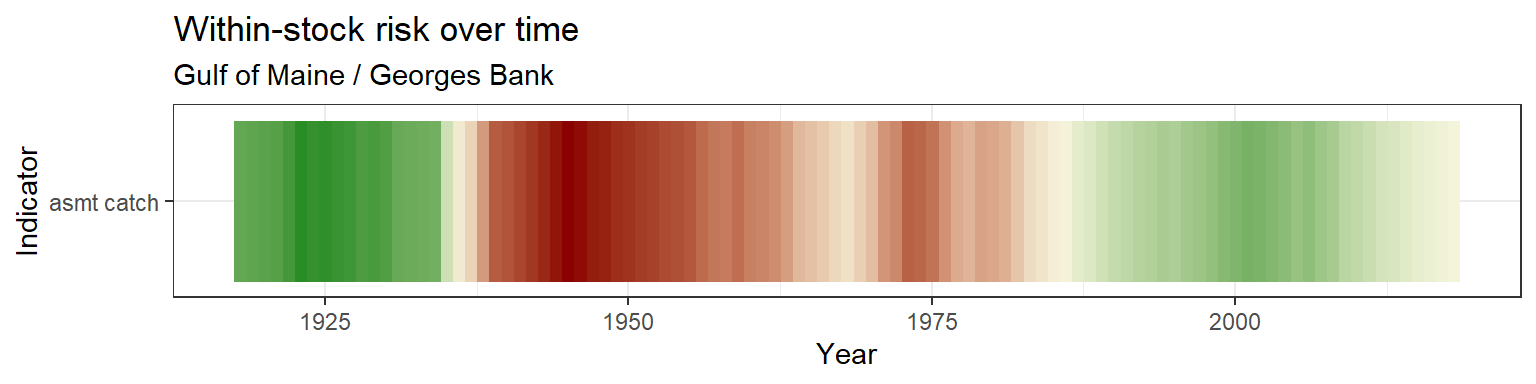 Within-stock risk over time
Gulf of Maine / Georges Bank
Indicator
asmt catch
1925 1950 1975 2000
Year